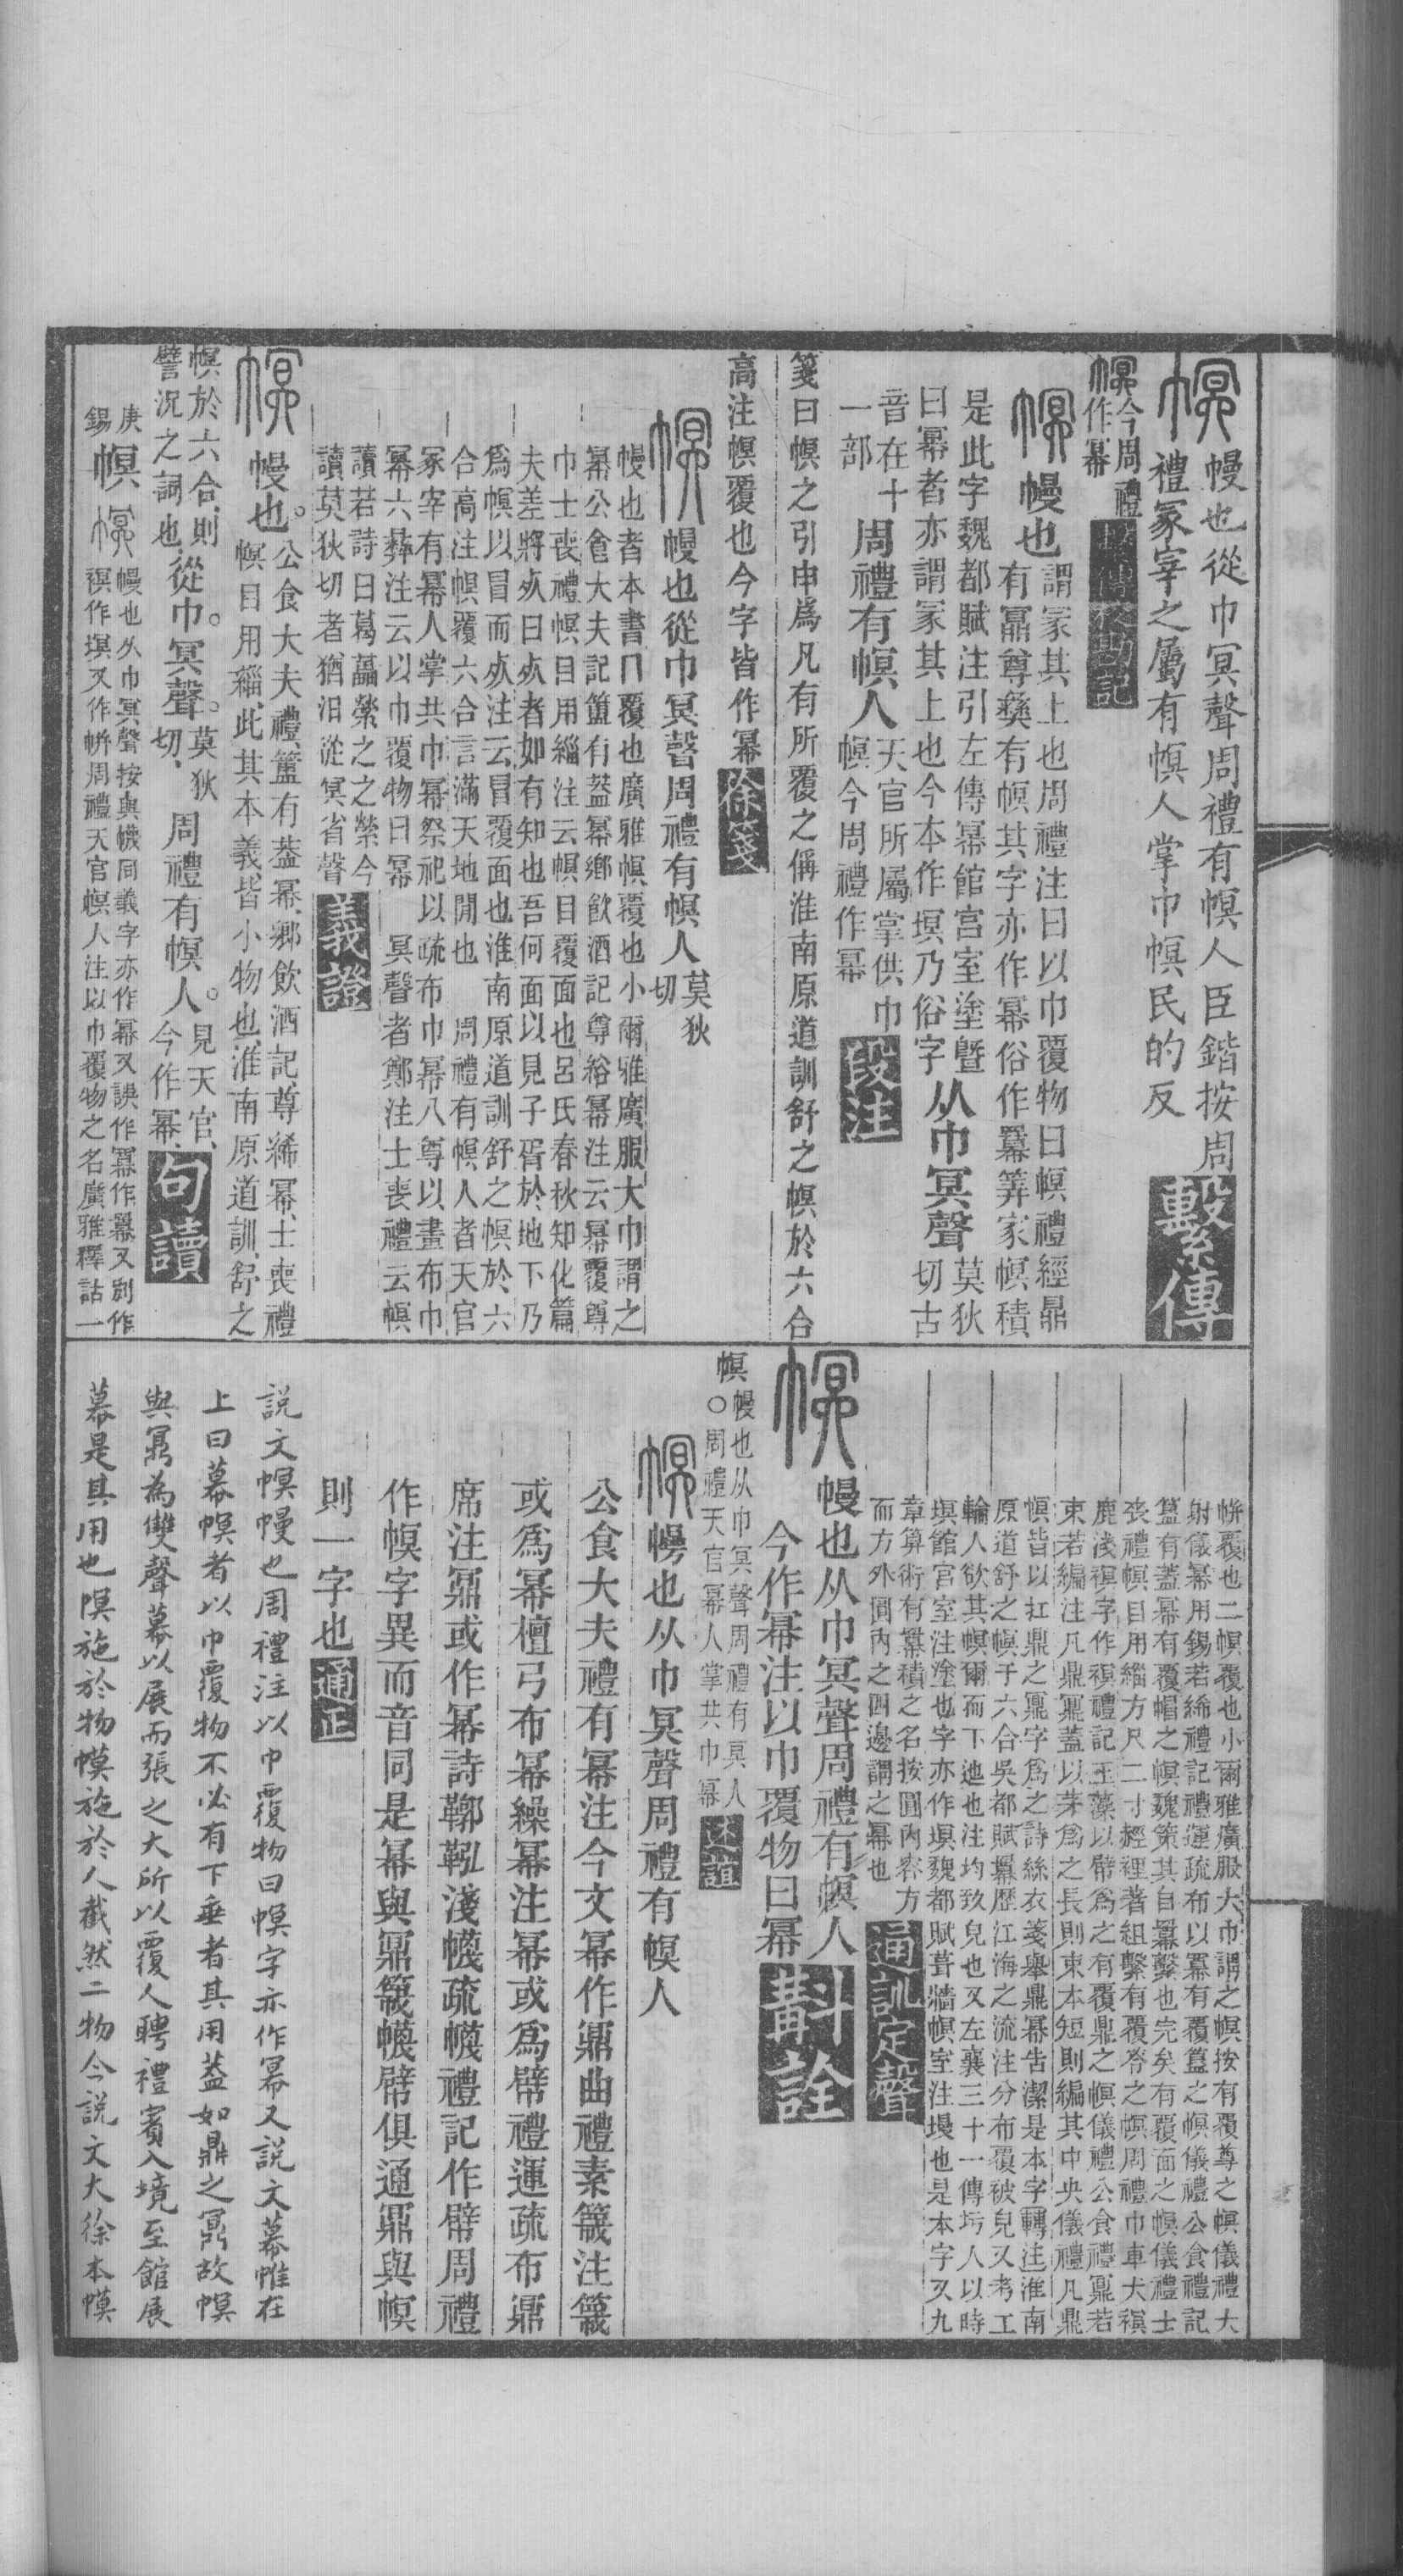 幔也從巾冥聲周禮有幎人臣鍇按周
禮冢宰之屬有幎人掌巾幎民的反
繫傳
幎今周禮
作幂
繫傳校勘記
幎幔也
謂冢其上也周禮注曰以巾覆物曰幎禮經鼎
有鼏尊彝有幎其字亦作幂俗作羃筭家幎積
是此字魏都賦注引左傳幂館宮室塗曁
曰幂者亦謂冢其上也今本作塓乃俗字
从巾冥聲
莫狄
切古
音在十
一部
周禮有幎人
天官所屬掌供巾
幎今周禮作幂
段注
箋曰幎之引申爲凡有所覆之稱淮南原道訓舒之幎於六合
高注幎覆也今字皆作幂
徐箋
幔也從巾冥聲周禮有幎人
莫狄
切
幔也者本書冂覆也廣雅幎覆也小爾雅廣服大巾謂之
幂公食大夫記簠有蓋幂鄉飲酒記尊綌幂注云幂覆尊
巾士喪禮幎目用緇注云幎目覆面也呂氏春秋知化篇
夫差將死曰死者如有知也吾何面以見子胥於地下乃
爲幎以冒而死注云冒覆面也淮南原道訓舒之幎於六
合高注幎覆六合言滿天地閒也 周禮有幎人者天官
冢宰有幂人掌共巾幂祭祀以疏布巾幂八尊以畫布巾
幂六彝注云以巾覆物曰幂 冥聲者鄭注士喪禮云幎
讀若詩曰葛藟縈之之縈今
讀莫狄切者猶汨從冥省聲
義證
幔也。
公食大夫禮、簠有蓋幂、鄉飲酒記、尊綌幂、士喪禮
幎目用緇、此其本義、皆小物也、淮南原道訓、舒之
幎於六合、則
譬況之詞也、
從巾。冥聲。
莫狄
切、
周禮有幎人。
見天官、
今作幂、
句讀
庚
錫
幎
幔也从巾冥聲按與幭同義字亦作幂又誤作冪作羃又別作
㡓作塓又作帲周禮天官幎人注以巾覆物之名廣雅釋詁一
帲覆也二幎覆也小爾雅廣服大巾謂之幎按有覆尊之幎儀禮大
射儀幂用錫若絺禮記禮運疏布以羃有覆簋之幎儀禮公食禮記
簋有蓋幂有覆帽之幎魏策其自羃繫也完矣有覆面之幎儀禮士
喪禮幎目用緇方尺二寸經裡著組繫有覆笭之幎周禮巾車犬𧜀
鹿淺𧜀字作𧜀禮記玉藻以幦爲之有覆鼎之幎儀禮公食禮鼏若
束若編注凡鼎鼏蓋以茅爲之長則束本短則編其中央儀禮凡鼎
幎皆以扛鼎之鼏字爲之詩絲衣箋舉鼎幂告潔是本字轉注淮南
原道舒之幎于六合吳都賦羃歷江海之流注分布覆被皃又考工
輪人欲其幎爾而下迆也注均致皃也又左襄三十一傳圬人以時
塓館宮室注塗也字亦作塓魏都賦葺牆幎室注墁也是本字又九
章算術有羃積之名按圓內容方
而方外圓內之四邊謂之幂也
通訓定聲
幔也从巾冥聲周禮有幎人
今作幂注以巾覆物曰幂
斠詮
幎
幔也从巾冥聲周禮有冥人
○周禮天官幂人掌共巾幂
述誼
幔也从巾冥聲周禮有幎人
公食大夫禮有幂注今文幂作鼏曲禮素簚注簚
或爲幂檀弓布幂繰幂注幂或爲幦禮運疏布鼏
席注鼏或作幂詩鞹鞃淺幭疏幭禮記作幦周禮
作幎字異而音同是幂與鼏簚幭幦俱通鼏與幎
則一字也
通正
説文幎幔也周禮注以巾覆物曰幎字亦作幂又説文幕帷在
上曰幕幎者以巾覆物不必有下垂者其用蓋如鼎之鼏故幎
與鼏為雙聲幕以展而張之大所以覆人聘禮賓入境至館展
幕是其用也幎施於物幙施於人截然二物今説文大徐本幙